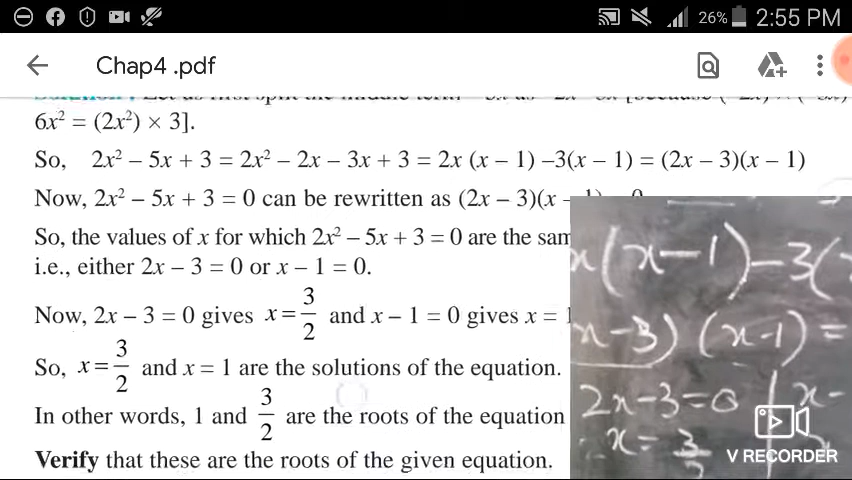 26% 2:55 PM
Chap4 .pdf
6x² = (2x²) × 3].
So, 2x² – 5x + 3 = 2x² – 2x – 3x + 3 = 2x (x – 1) –3(x – 1) = (2x – 3)(x – 1)
Now, 2x² – 5x + 3 = 0 can be rewritten as (2x – 3)(x –
So, the values of x for which 2x² – 5x + 3 = 0 are the sam
i.e., either 2x – 3 = 0 or x – 1 = 0.
Now, 2x – 3 = 0 gives x = 3/2 and x – 1 = 0 gives x = 1
So, x = 3/2 and x = 1 are the solutions of the equation.
In other words, 1 and 3/2 are the roots of the equation
Verify that these are the roots of the given equation.
x(x-1)-3(
x-3) (x-1) =
2x-3=0 | x-
x = 3/2
V RECORDER